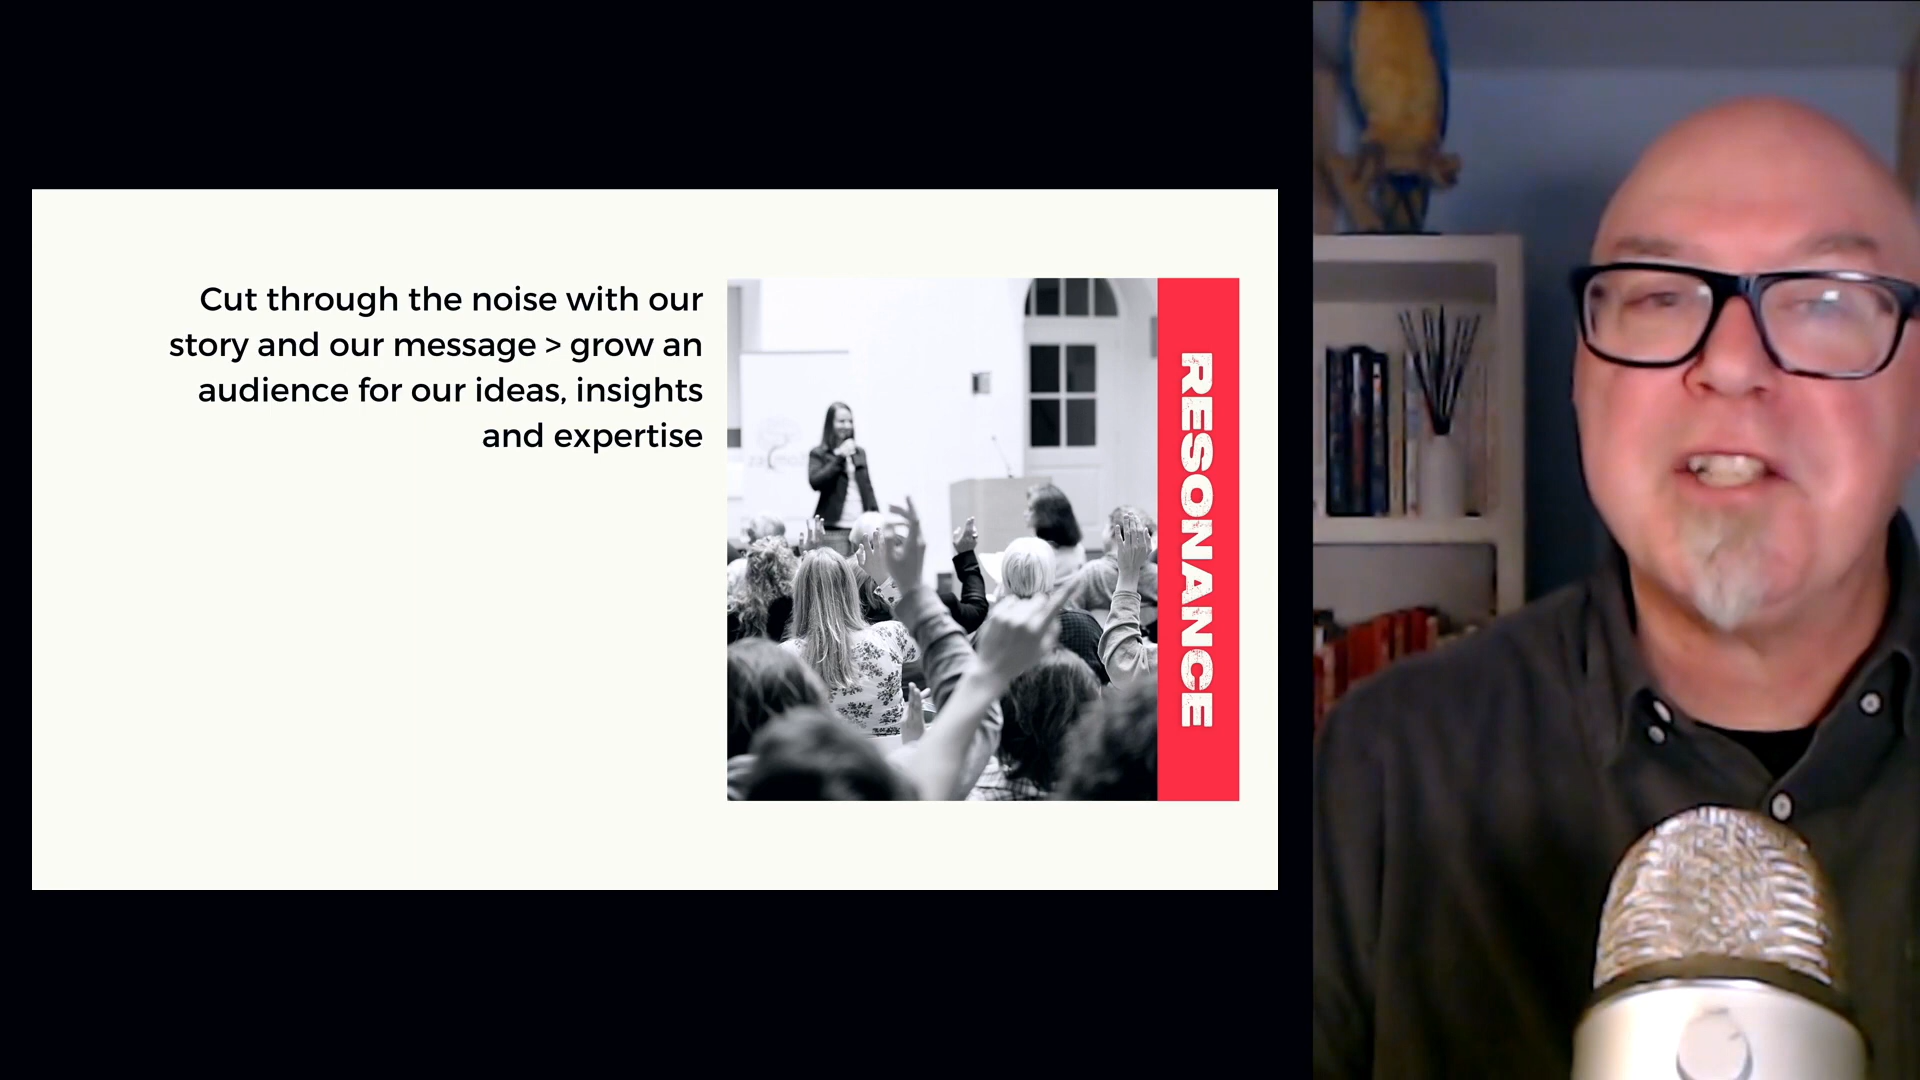 Cut through the noise with our
story and our message > grow an
audience for our ideas, insights
and expertise
RESONANCE